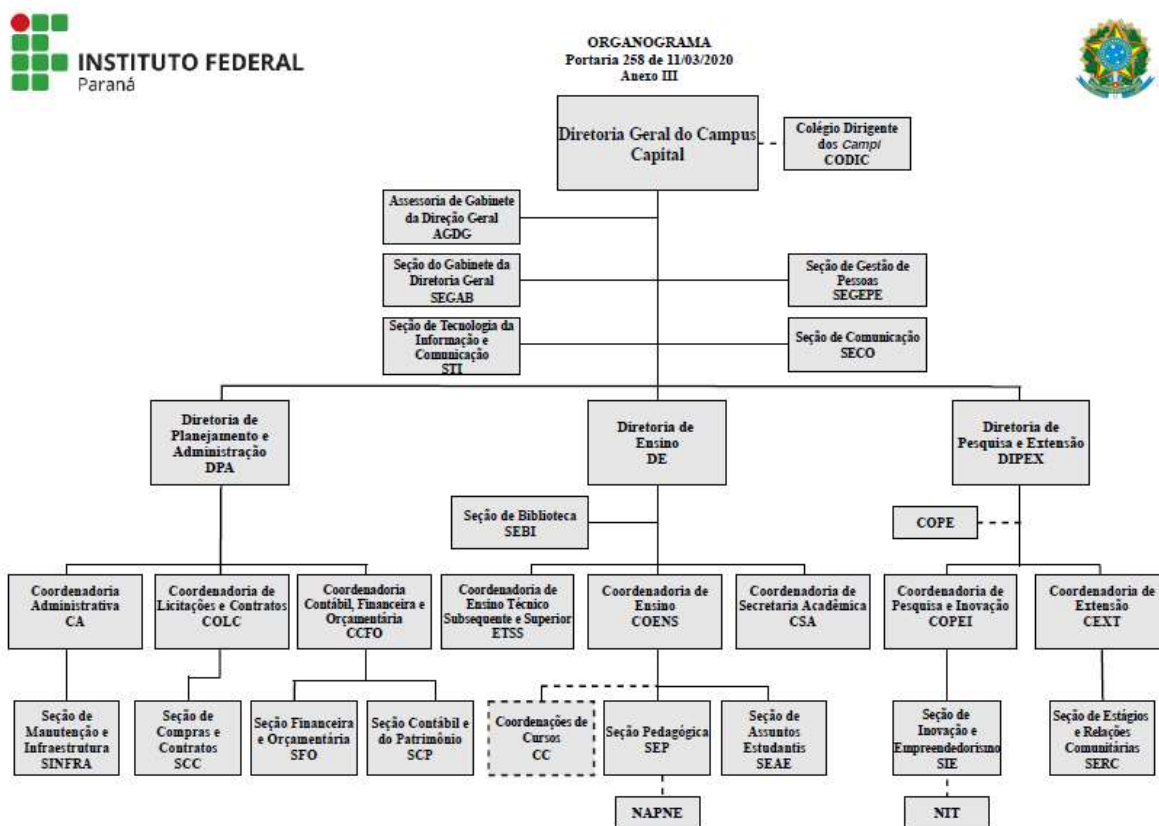 INSTITUTO FEDERAL
Paraná
ORGANOGRAMA
Portaria 258 de 11/03/2020
Anexo III
Diretoria Geral do Campus
Capital
Colégio Dirigente
dos Campi
CODIC
Assessoria de Gabinete
da Direção Geral
AGDG
Seção do Gabinete da
Diretoria Geral
SEGAB
Seção de Gestão de
Pessoas
SEGEPE
Seção de Tecnologia da
Informação e
Comunicação
STI
Seção de Comunicação
SECO
Diretoria de
Planejamento e
Administração
DPA
Diretoria de
Ensino
DE
Diretoria de
Pesquisa e Extensão
DIPEX
Seção de Biblioteca
SEBI
COPE
Coordenadoria
Administrativa
CA
Coordenadoria de
Licitações e Contratos
COLC
Coordenadoria
Contábil, Financeira e
Orçamentária
CCFO
Coordenadoria de
Ensino Técnico
Subsequente e Superior
ETSS
Coordenadoria de
Ensino
COENS
Coordenadoria de
Secretaria Acadêmica
CSA
Coordenadoria de
Pesquisa e Inovação
COPEI
Coordenadoria de
Extensão
CEXT
Seção de
Manutenção e
Infraestrutura
SINFRA
Seção de
Compras e
Contratos
SCC
Seção Financeira
e Orçamentária
SFO
Seção Contábil e
do Patrimônio
SCP
Coordenações de
Cursos
CC
Seção Pedagógica
SEP
Seção de
Assuntos
Estudantis
SEAE
Seção de
Inovação e
Empreendedorismo
SIE
Seção de Estágios
e Relações
Comunitárias
SERC
NAPNE
NIT